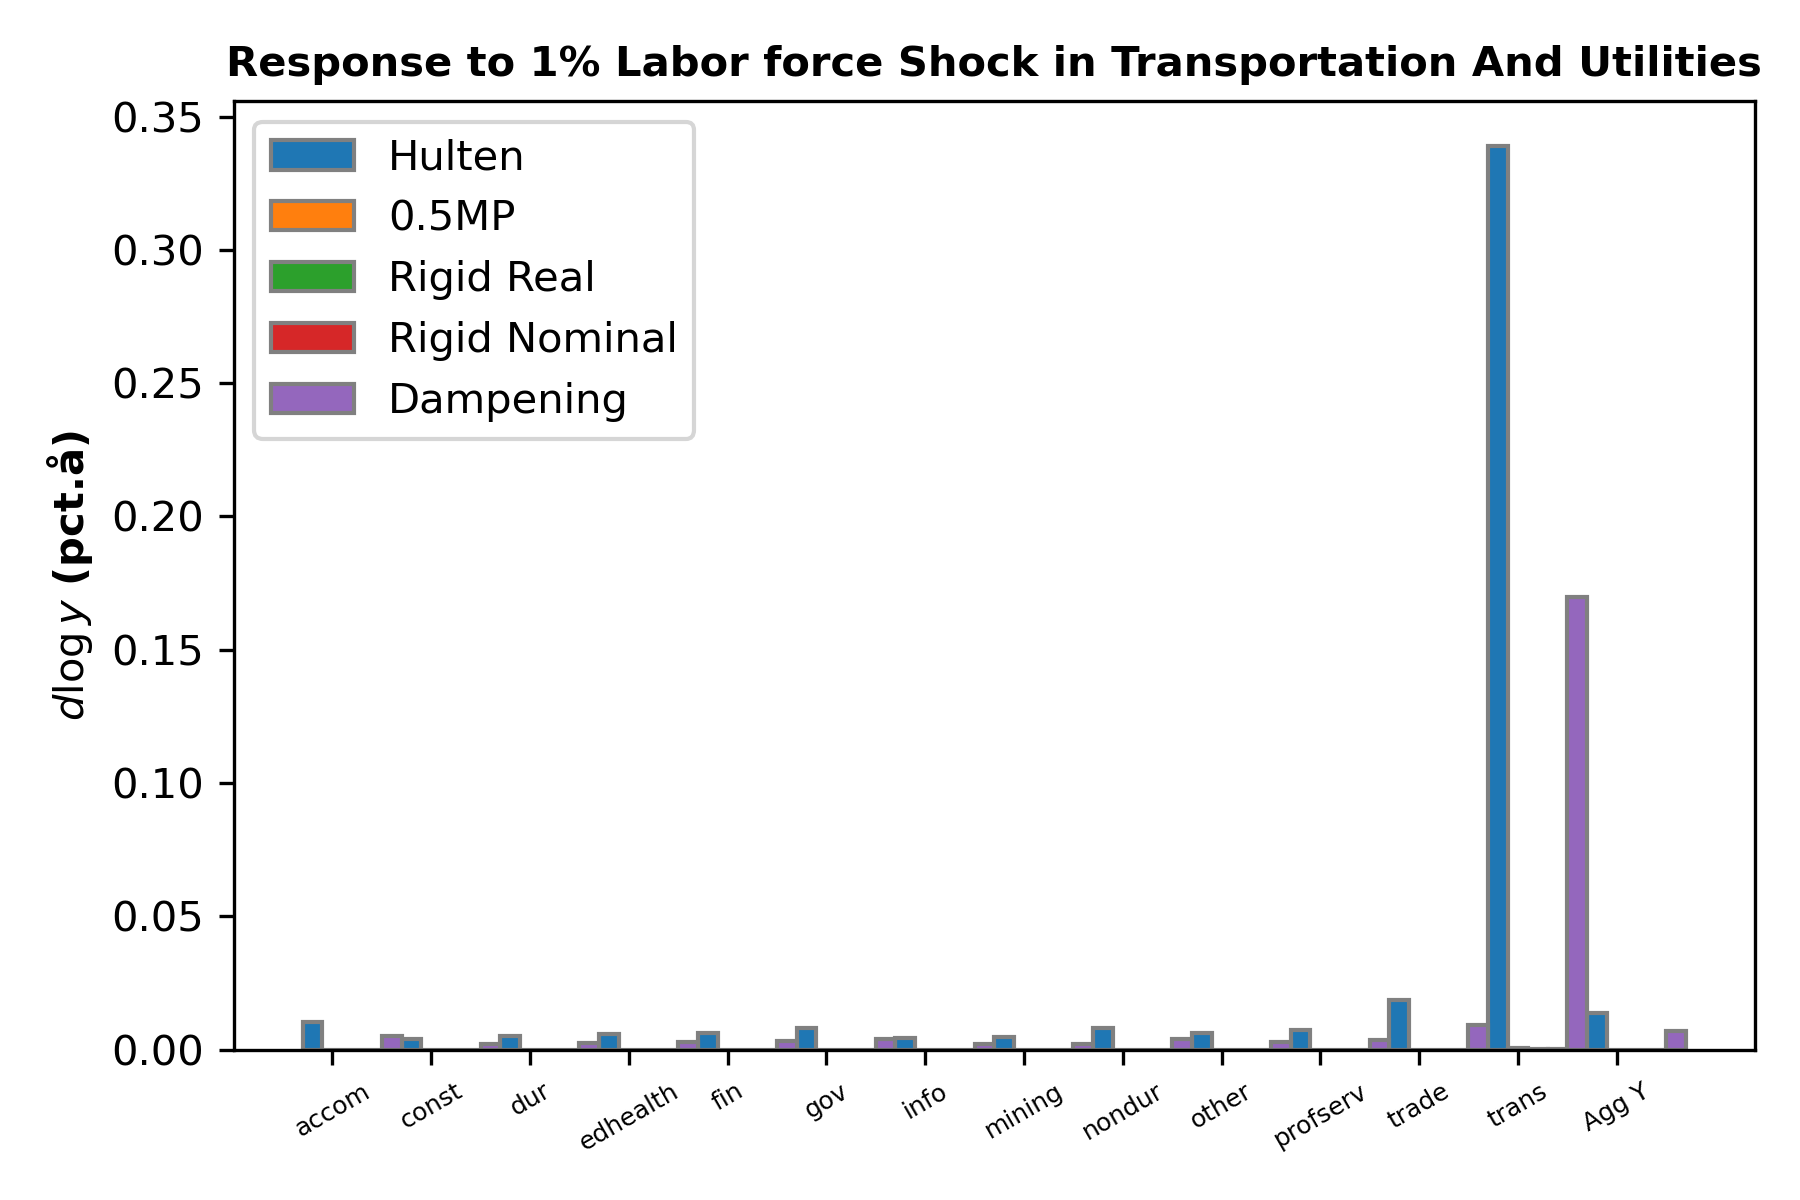 Response to 1% Labor force Shock in Transportation And Utilities
Hulten
0.5MP
Rigid Real
Rigid Nominal
Dampening
dlog y (pct.å)
0.35
0.30
0.25
0.20
0.15
0.10
0.05
0.00
accom
const
dur
edhealth
fin
gov
info
mining
nondur
other
profserv
trade
trans
Agg Y